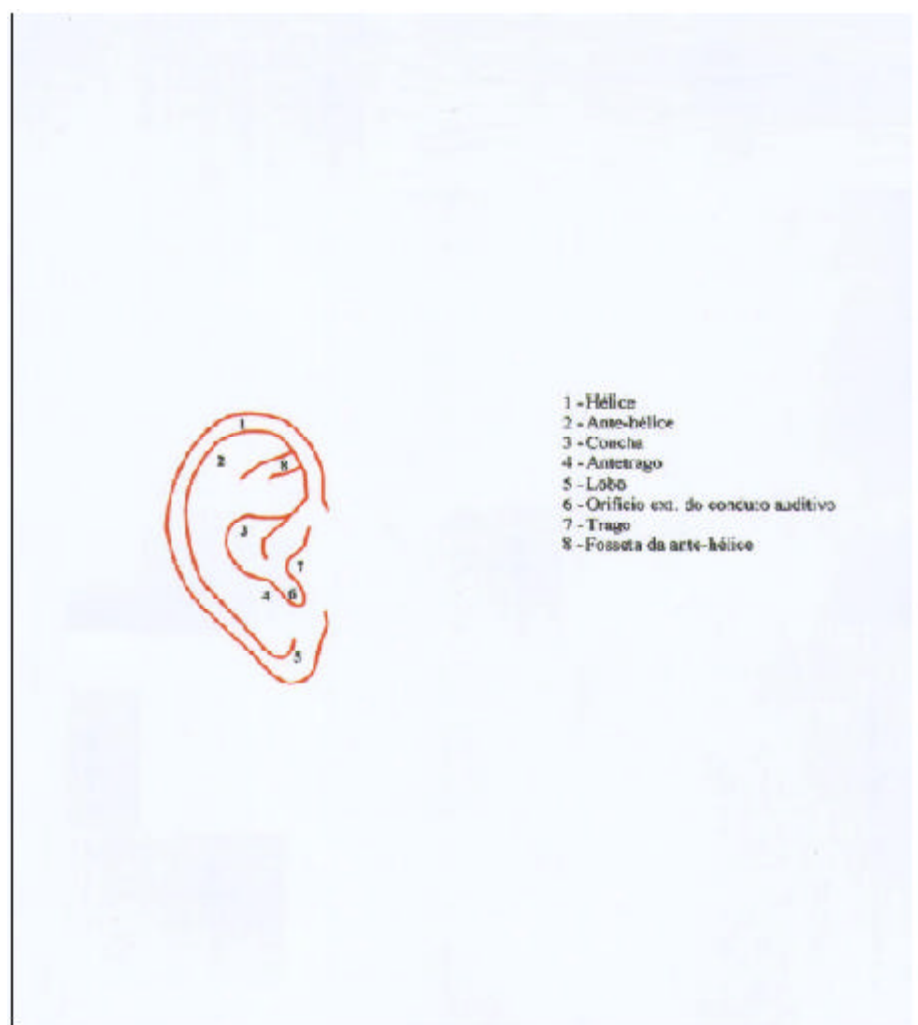 1
2
8
3
7
4
6
5
1 - Hélice
2 - Ante-hélice
3 - Concha
4 - Antetrago
5 - Lobo
6 - Orifício ext. do conduto auditivo
7 - Trago
8 - Fosseta da ante-hélice